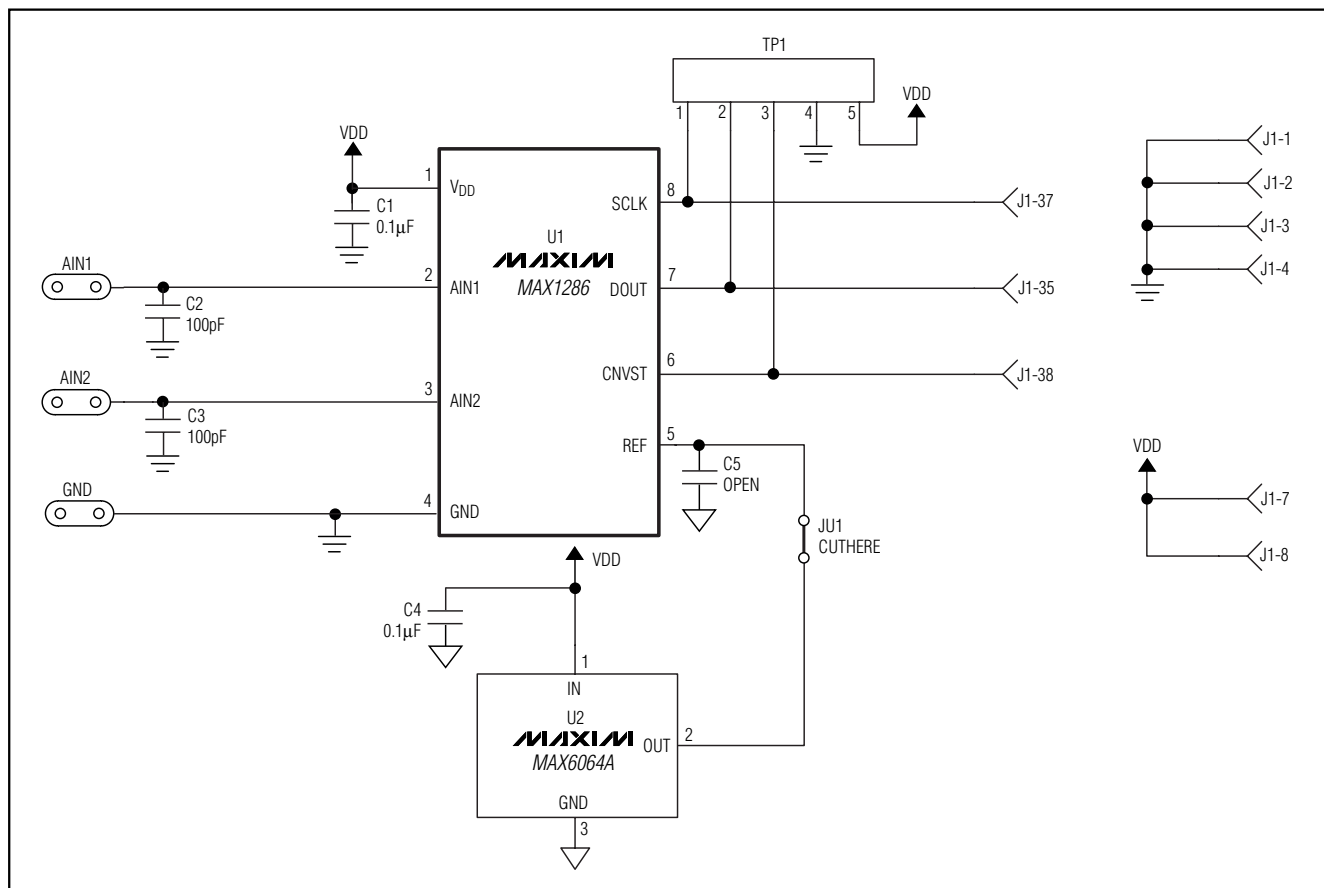 TP1
1 2 3 4 5
VDD
VDD
1
VDD
C1
0.1µF
U1
MAXIM
MAX1286
SCLK
8
J1-37
AIN1
2
AIN1
C2
100pF
DOUT
7
J1-35
AIN2
3
AIN2
C3
100pF
CNVST
6
J1-38
REF
5
C5
OPEN
GND
4
GND
JU1
CUTHERE
VDD
C4
0.1µF
1
IN
U2
MAXIM
MAX6064A
OUT
2
GND
3
J1-1
J1-2
J1-3
J1-4
VDD
J1-7
J1-8